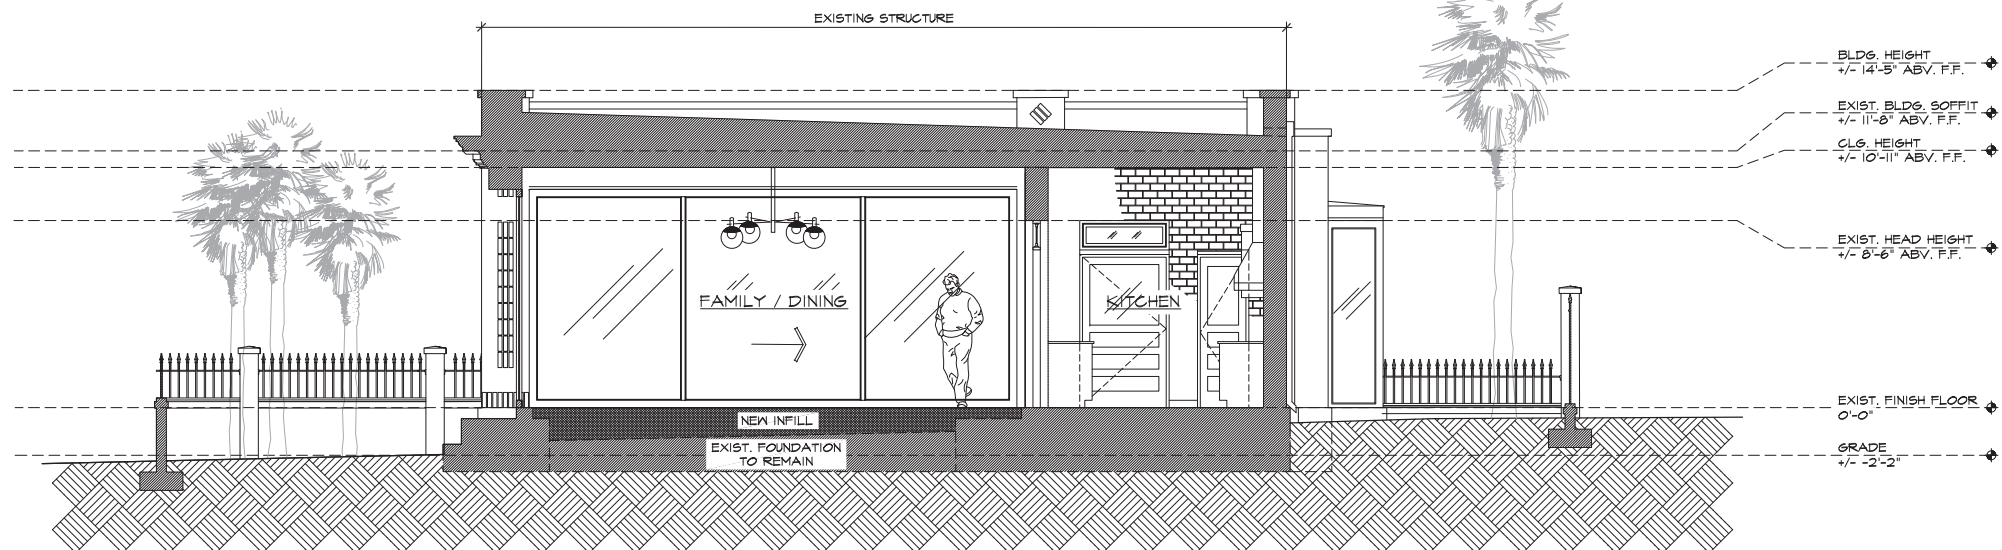 EXISTING STRUCTURE
BLDG. HEIGHT
+/- 14'-5" ABV. F.F.
EXIST. BLDG. SOFFIT
+/- 11'-8" ABV. F.F.
CLG. HEIGHT
+/- 10'-11" ABV. F.F.
EXIST. HEAD HEIGHT
+/- 8'-6" ABV. F.F.
FAMILY / DINING
KITCHEN
EXIST. FINISH FLOOR
0'-0"
NEW INFILL
EXIST. FOUNDATION
TO REMAIN
GRADE
+/- -2'-2"